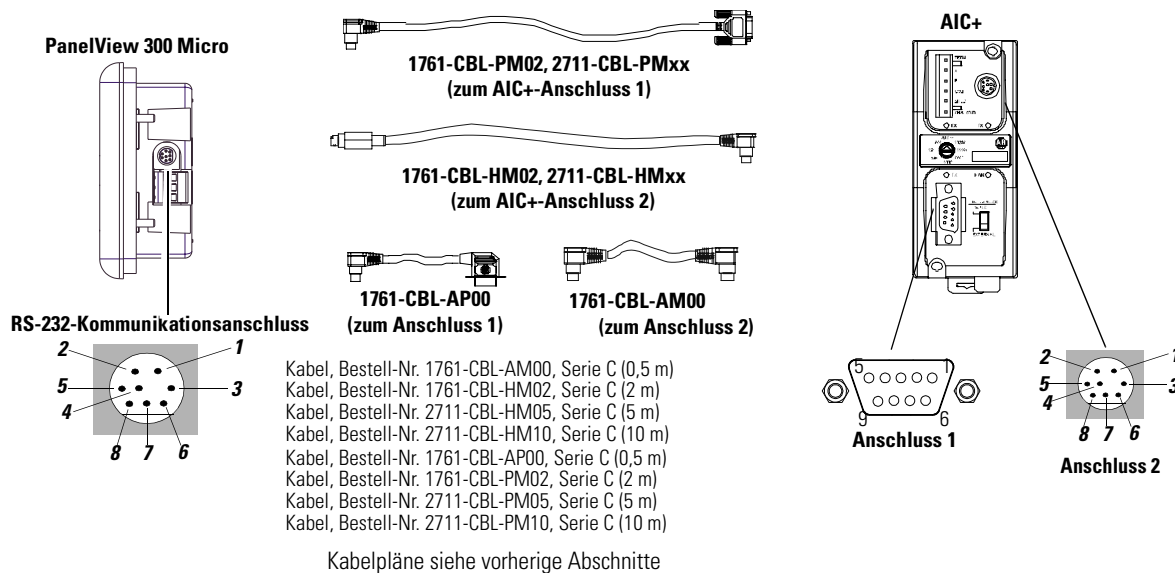 PanelView 300 Micro
1761-CBL-PM02, 2711-CBL-PMxx
(zum AIC+-Anschluss 1)
1761-CBL-HM02, 2711-CBL-HMxx
(zum AIC+-Anschluss 2)
1761-CBL-AP00
(zum Anschluss 1)
1761-CBL-AM00
(zum Anschluss 2)
AIC+
RS-232-Kommunikationsanschluss
2
1
5
3
4
8 7 6
Kabel, Bestell-Nr. 1761-CBL-AM00, Serie C (0,5 m)
Kabel, Bestell-Nr. 1761-CBL-HM02, Serie C (2 m)
Kabel, Bestell-Nr. 2711-CBL-HM05, Serie C (5 m)
Kabel, Bestell-Nr. 2711-CBL-HM10, Serie C (10 m)
Kabel, Bestell-Nr. 1761-CBL-AP00, Serie C (0,5 m)
Kabel, Bestell-Nr. 1761-CBL-PM02, Serie C (2 m)
Kabel, Bestell-Nr. 2711-CBL-PM05, Serie C (5 m)
Kabel, Bestell-Nr. 2711-CBL-PM10, Serie C (10 m)
Kabelpläne siehe vorherige Abschnitte
5 1
9 6
Anschluss 1
2
1
5
3
4
8 7 6
Anschluss 2